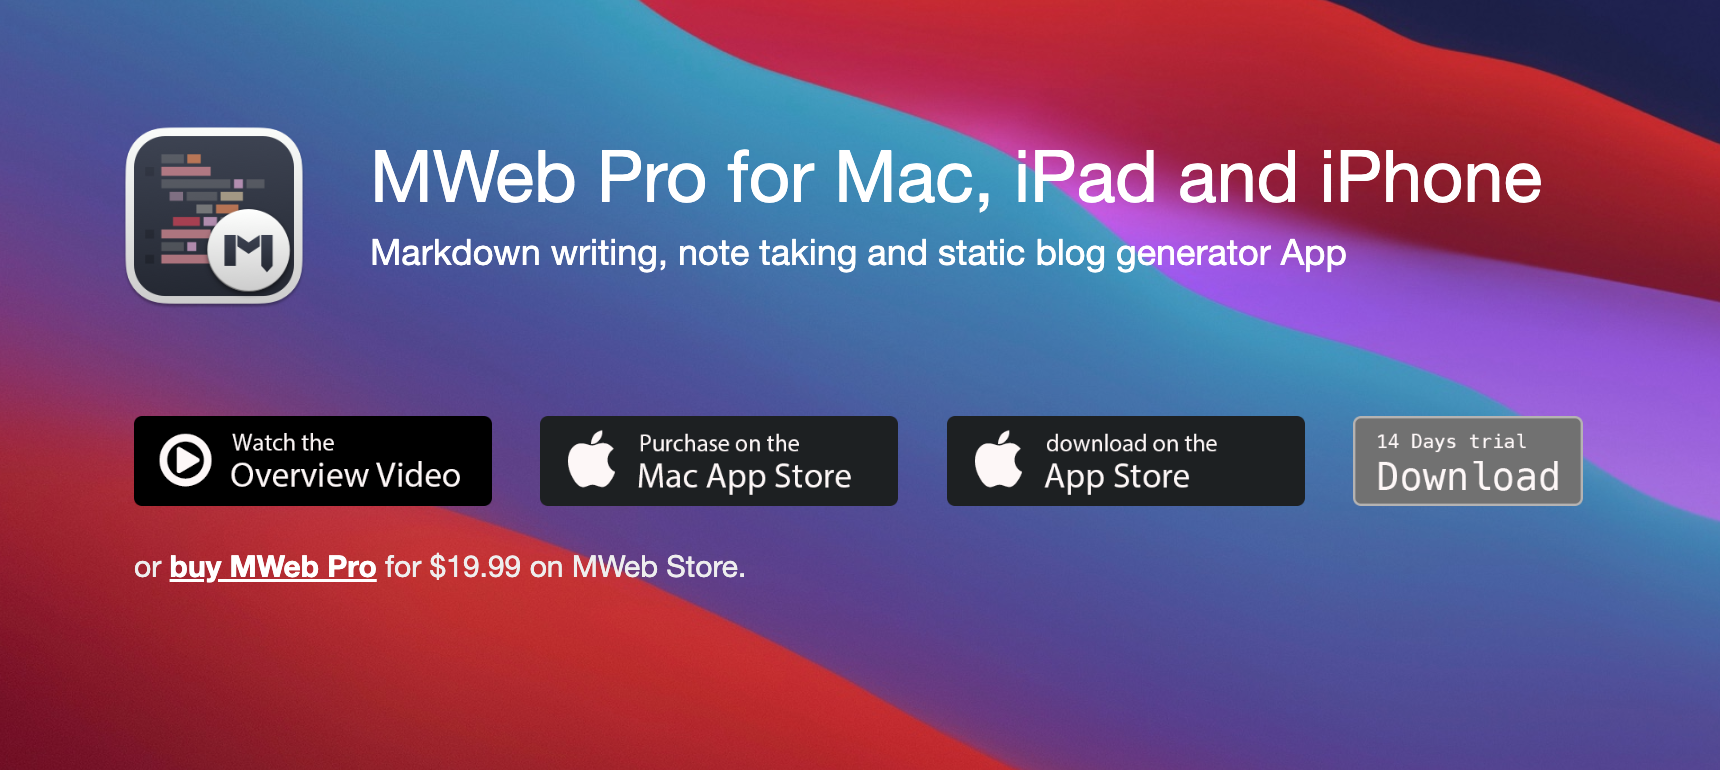 MWeb Pro for Mac, iPad and iPhone
Markdown writing, note taking and static blog generator App
Watch the
Overview Video
Purchase on the
Mac App Store
download on the
App Store
14 Days trial
Download
or buy MWeb Pro for $19.99 on MWeb Store.